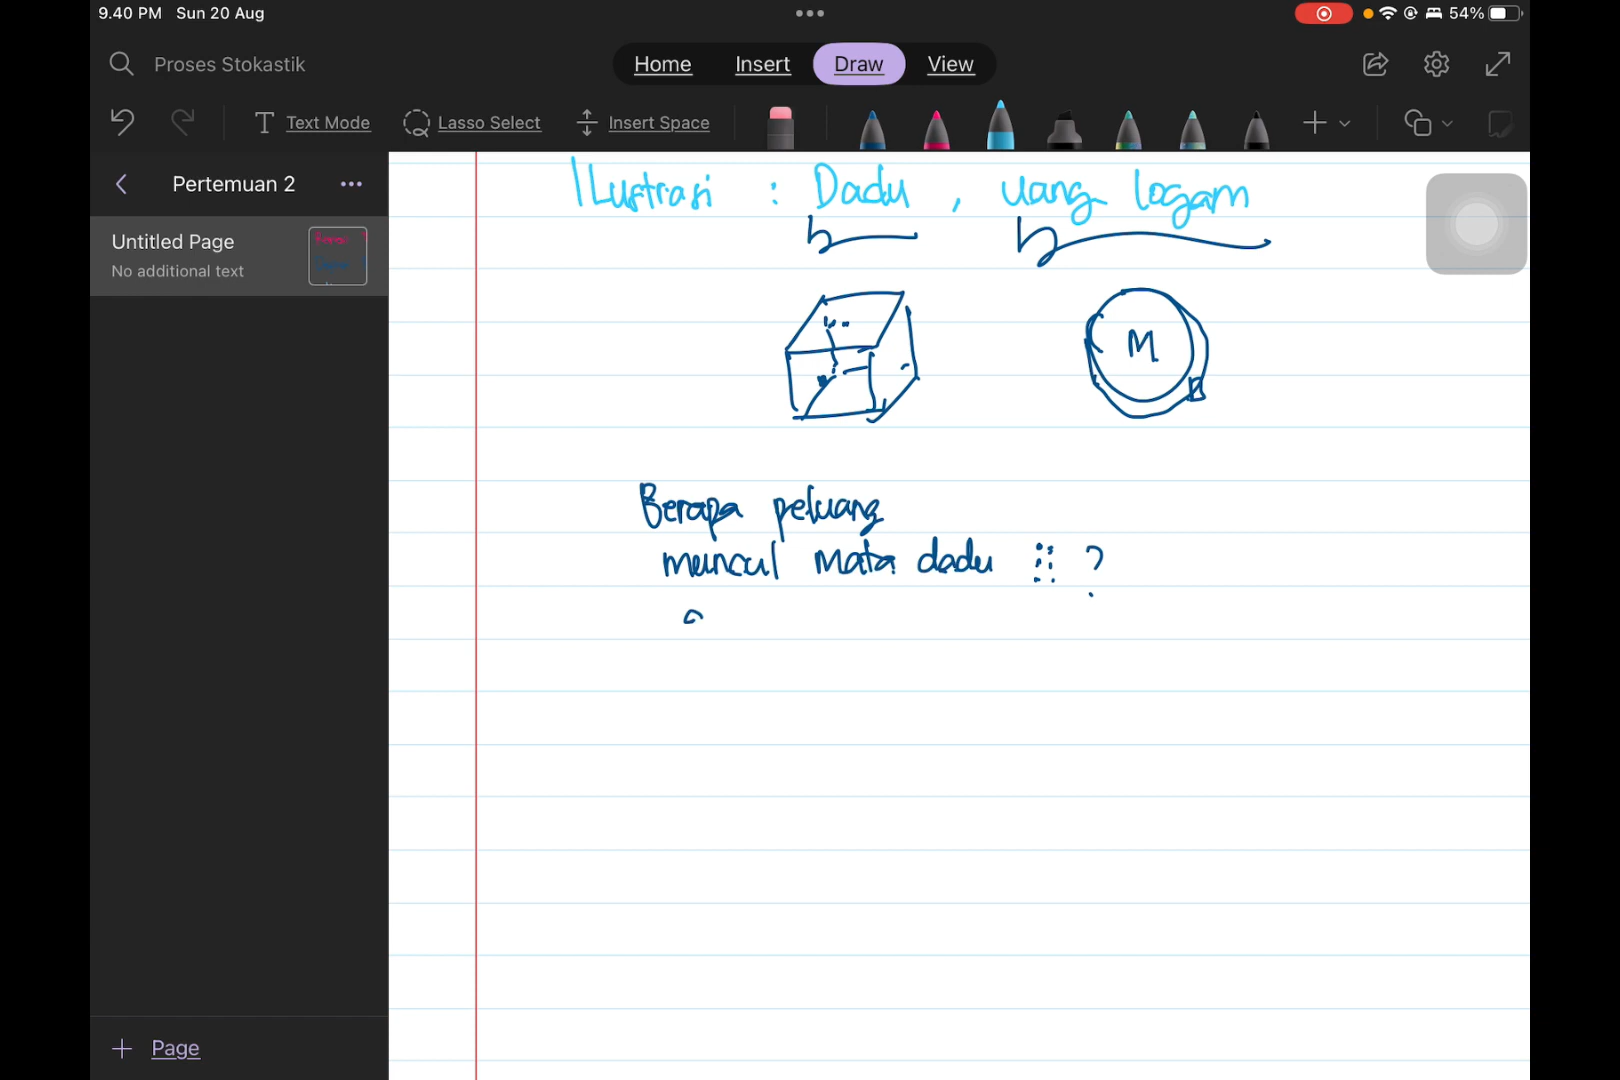 9.40 PM Sun 20 Aug
54%
Proses Stokastik
Home Insert Draw View
Text Mode Lasso Select Insert Space
Pertemuan 2
Untitled Page
No additional text
Ilustrasi : Dadu , uang logam
M
B
Berapa peluang
muncul mata dadu ?
Page